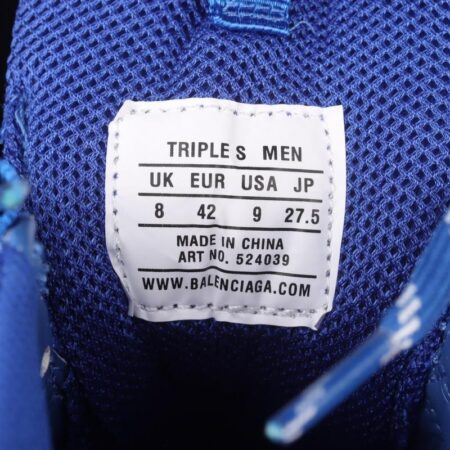 TRIPLE S MEN
UK EUR USA JP
8 42 9 27.5
MADE IN CHINA
ART NO. 524039
WWW.BALENCIAGA.COM